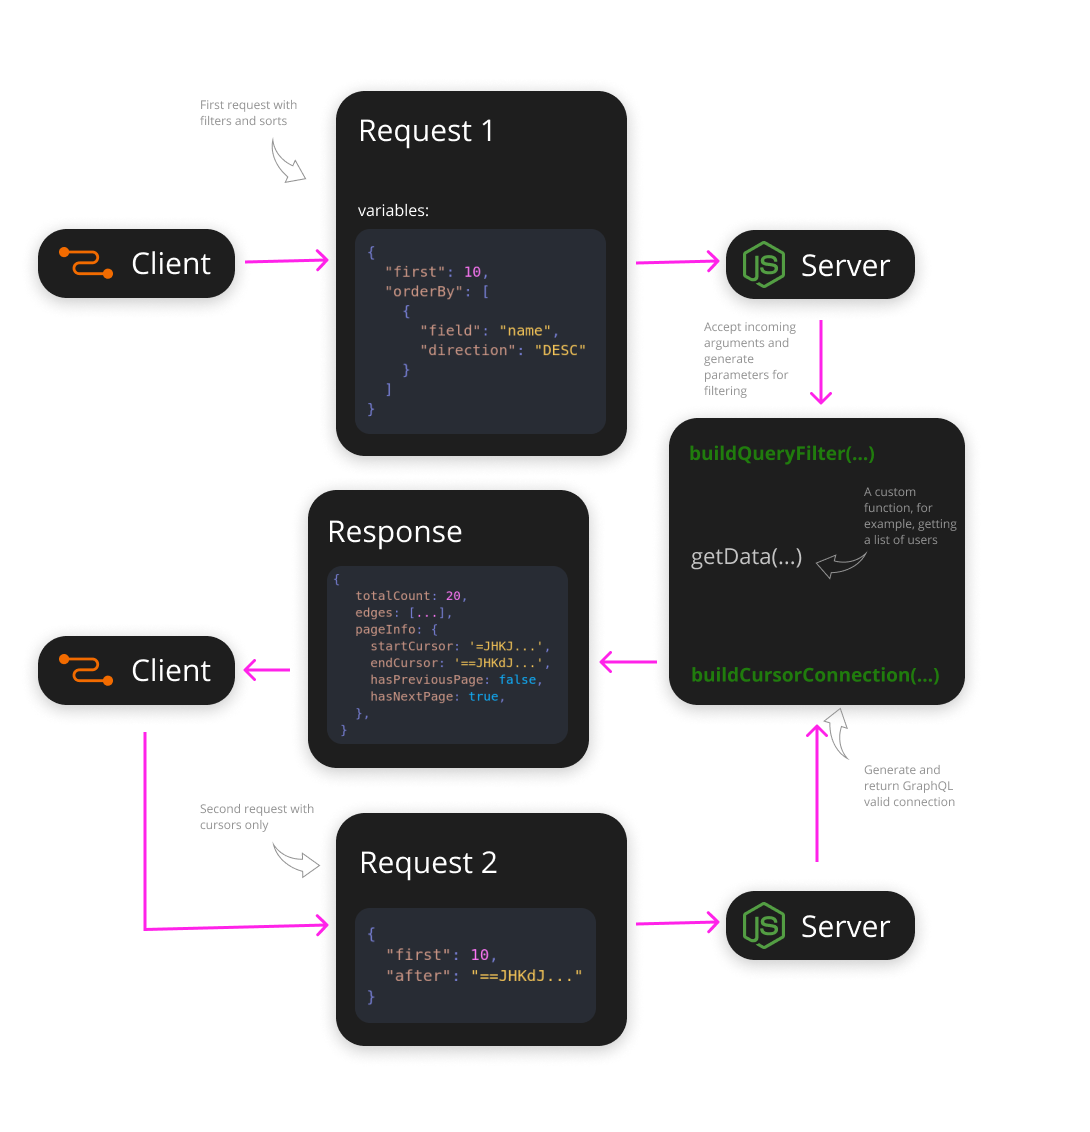 First request with
filters and sorts
Request 1
variables:
{
  "first": 10,
  "orderBy": [
    {
      "field": "name",
      "direction": "DESC"
    }
  ]
}
Client
JS
Server
Accept incoming
arguments and
generate
parameters for
filtering
buildQueryFilter(...)
A custom
function, for
example, getting
a list of users
getData(...)
buildCursorConnection(...)
Response
{
   totalCount: 20,
   edges: [...],
   pageInfo: {
     startCursor: '=JHKJ...',
     endCursor: '==JHKdJ...',
     hasPreviousPage: false,
     hasNextPage: true,
   },
 }
Client
Generate and
return GraphQL
valid connection
Second request with
cursors only
Request 2
{
  "first": 10,
  "after": "==JHKdJ..."
}
JS
Server